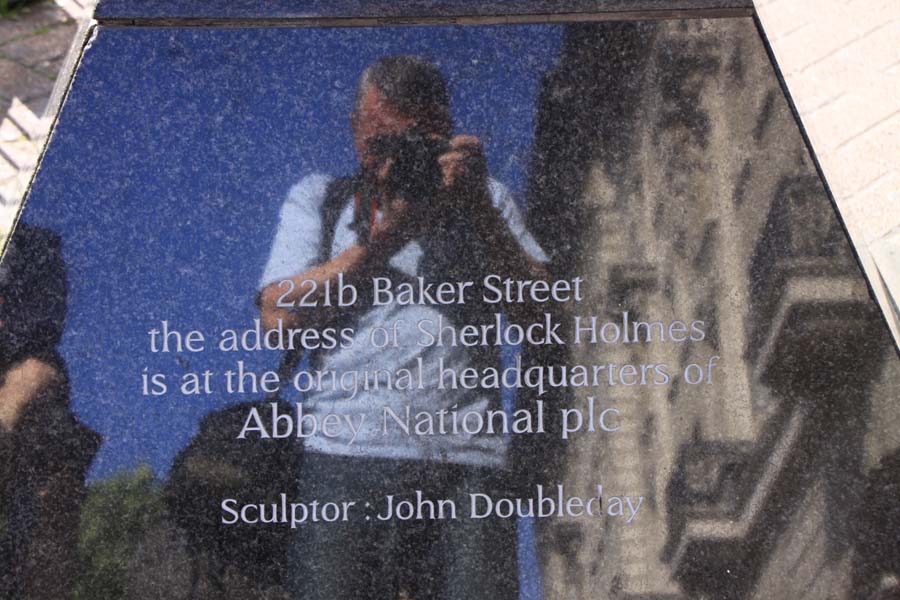 221b Baker Street
the address of Sherlock Holmes
is at the original headquarters of
Abbey National plc
Sculptor : John Doubleday